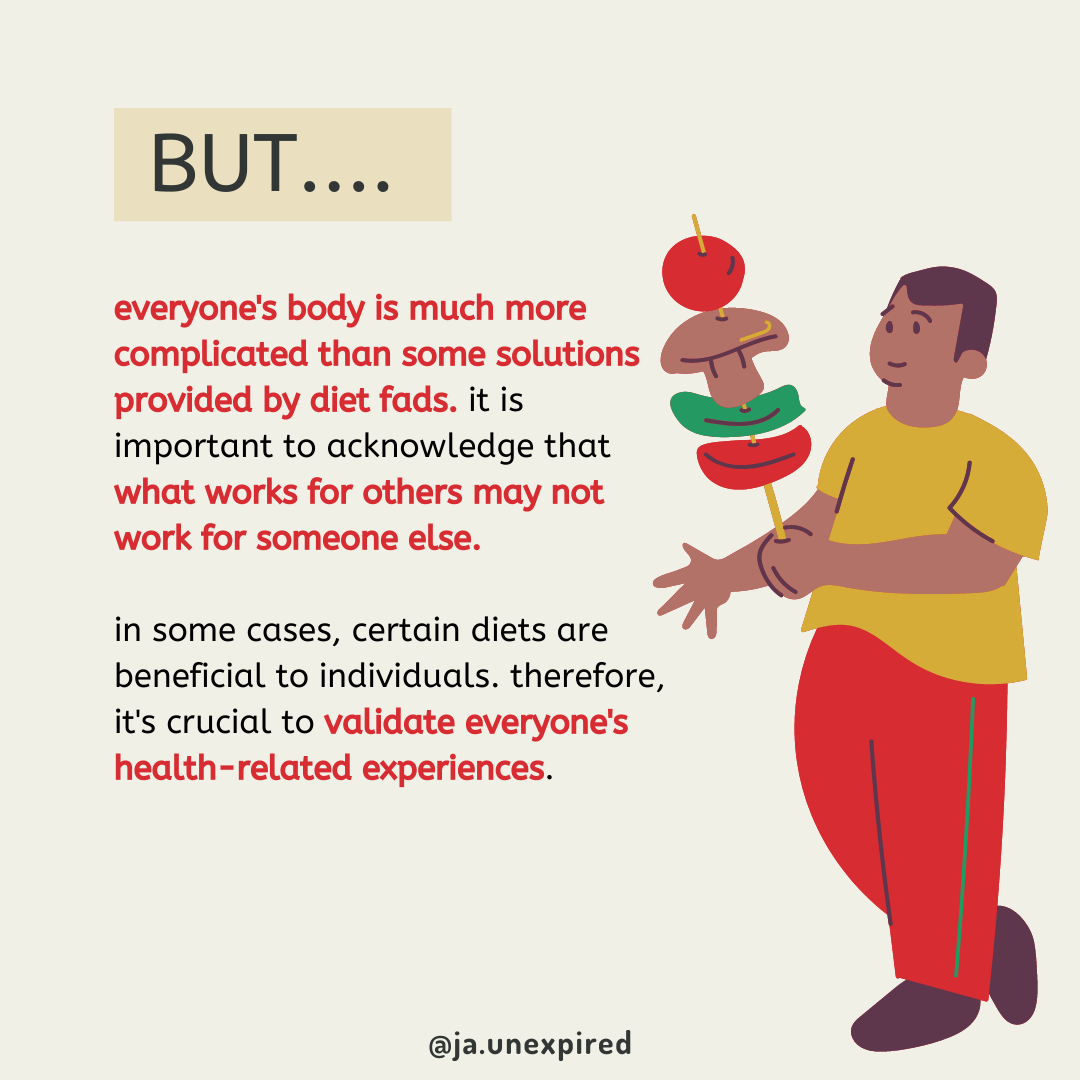 BUT....
everyone's body is much more
complicated than some solutions
provided by diet fads. it is
important to acknowledge that
what works for others may not
work for someone else.
in some cases, certain diets are
beneficial to individuals. therefore,
it's crucial to validate everyone's
health-related experiences.
@ja.unexpired